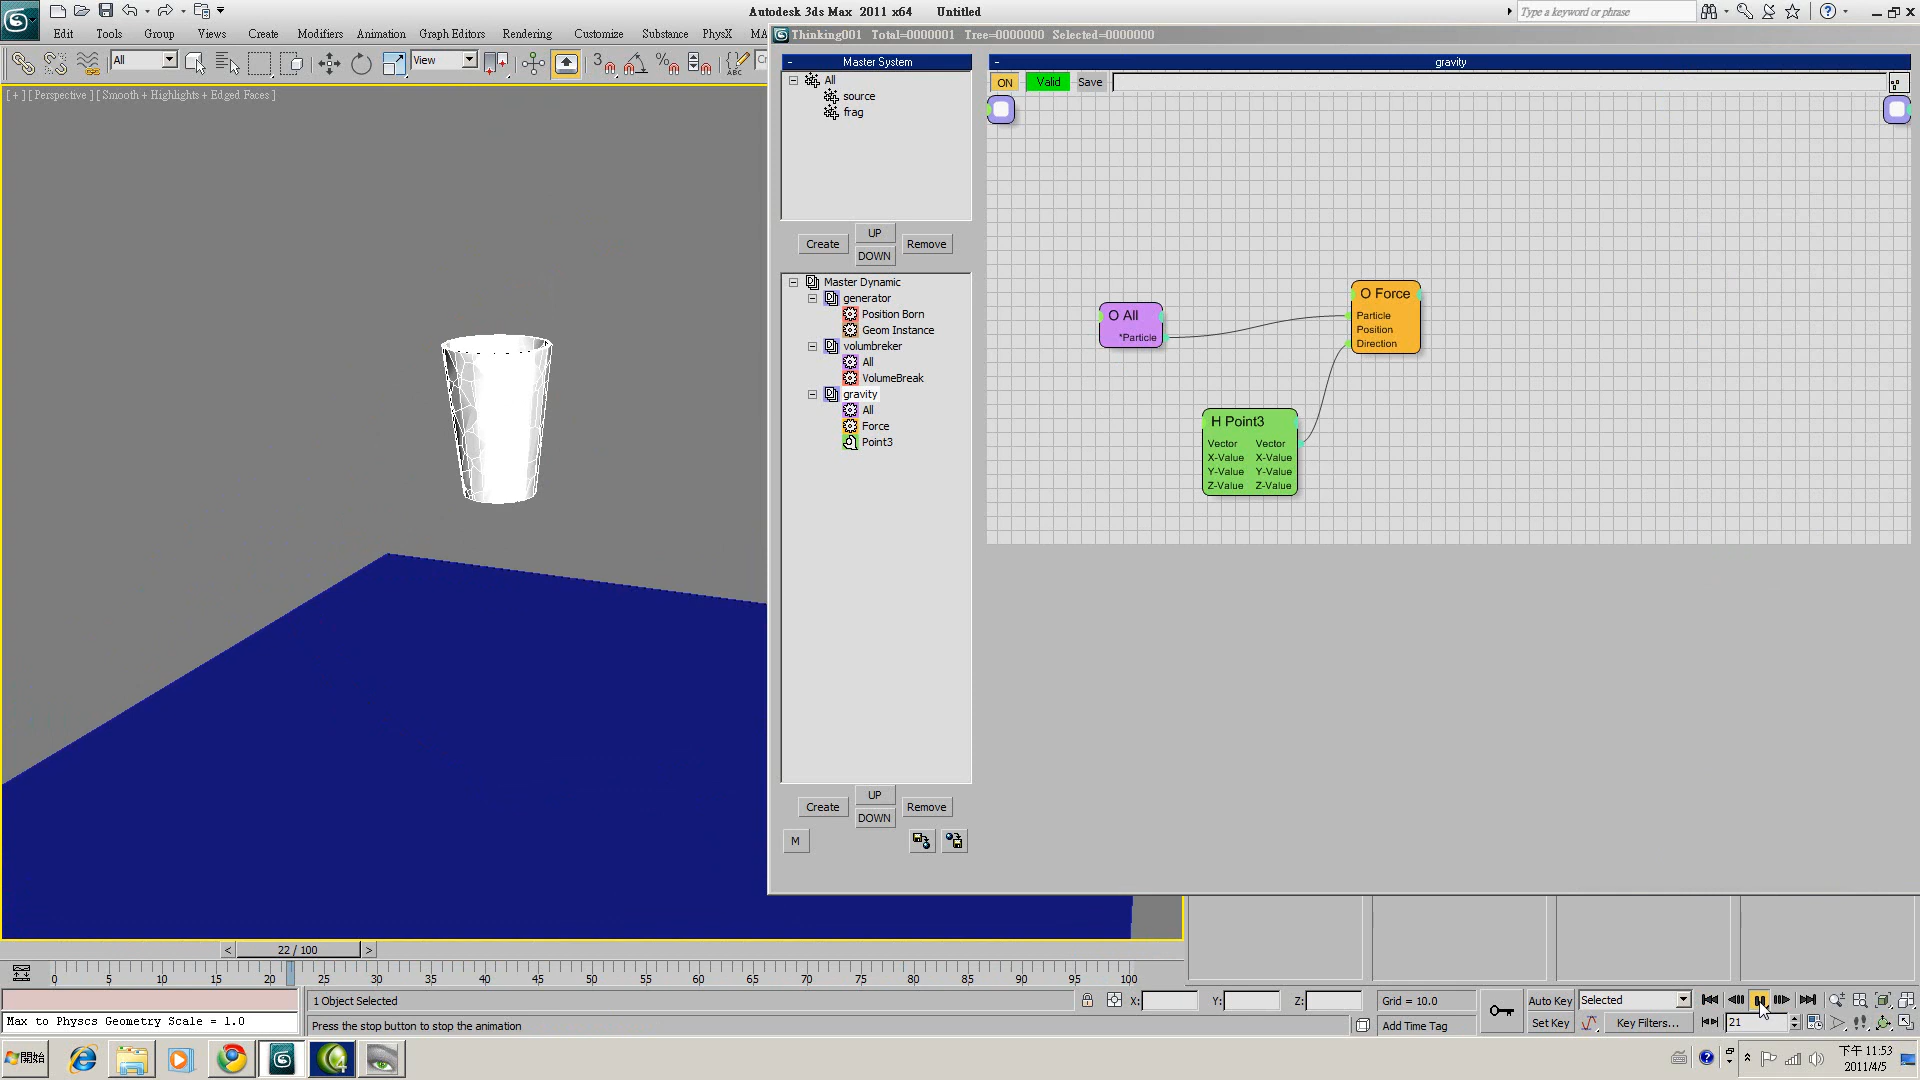 Autodesk 3ds Max 2011 x64 Untitled
Type a keyword or phrase
Edit Tools Group Views Create Modifiers Animation Graph Editors Rendering Customize Substance PhysX MA
Thinking001 Total=0000001 Tree=0000000 Selected=0000000
All View 3
[ + ] [ Perspective ] [ Smooth + Highlights + Edged Faces ]
Master System
All
source
frag
Create UP Remove
DOWN
Master Dynamic
generator
Position Born
Geom Instance
volumbreker
All
VolumeBreak
gravity
All
Force
Point3
Create UP Remove
DOWN
M
gravity
ON Valid Save
O All
*Particle
O Force
Particle
Position
Direction
H Point3
Vector Vector
X-Value X-Value
Y-Value Y-Value
Z-Value Z-Value
< 22 / 100 >
0 5 10 15 20 25 30 35 40 45 50 55 60 65 70 75 80 85 90 95 100
1 Object Selected X: Y: Z: Grid = 10.0 Auto Key Selected
Max to Physcs Geometry Scale = 1.0
Press the stop button to stop the animation Add Time Tag Set Key Key Filters... 21
開始
下午 11:53
2011/4/5